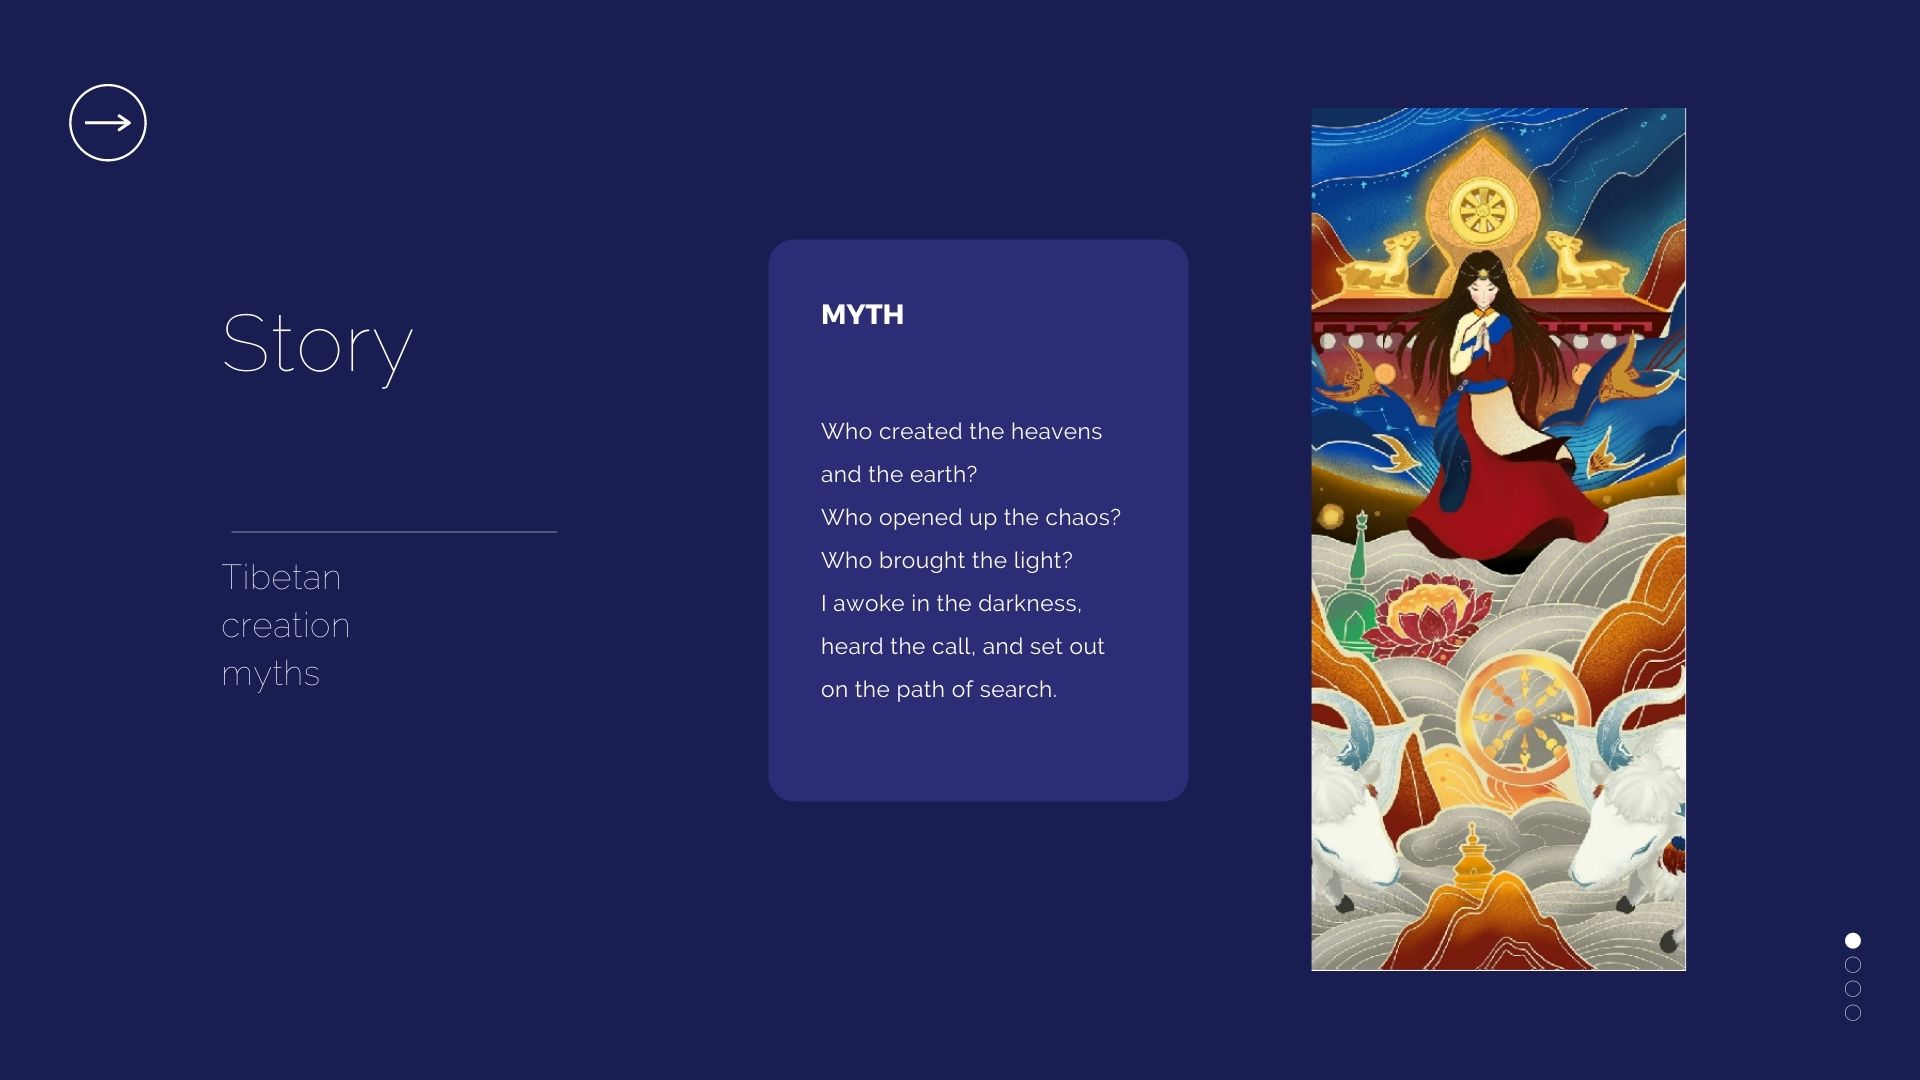 Story
Tibetan
creation
myths
MYTH
Who created the heavens
and the earth?
Who opened up the chaos?
Who brought the light?
I awoke in the darkness,
heard the call, and set out
on the path of search.